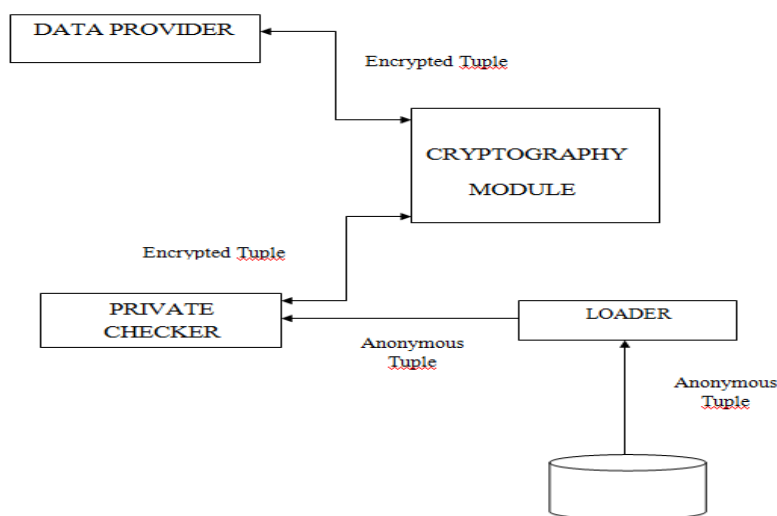 DATA PROVIDER
Encrypted Tuple
CRYPTOGRAPHY
MODULE
Encrypted Tuple
PRIVATE
CHECKER
LOADER
Anonymous
Tuple
Anonymous
Tuple